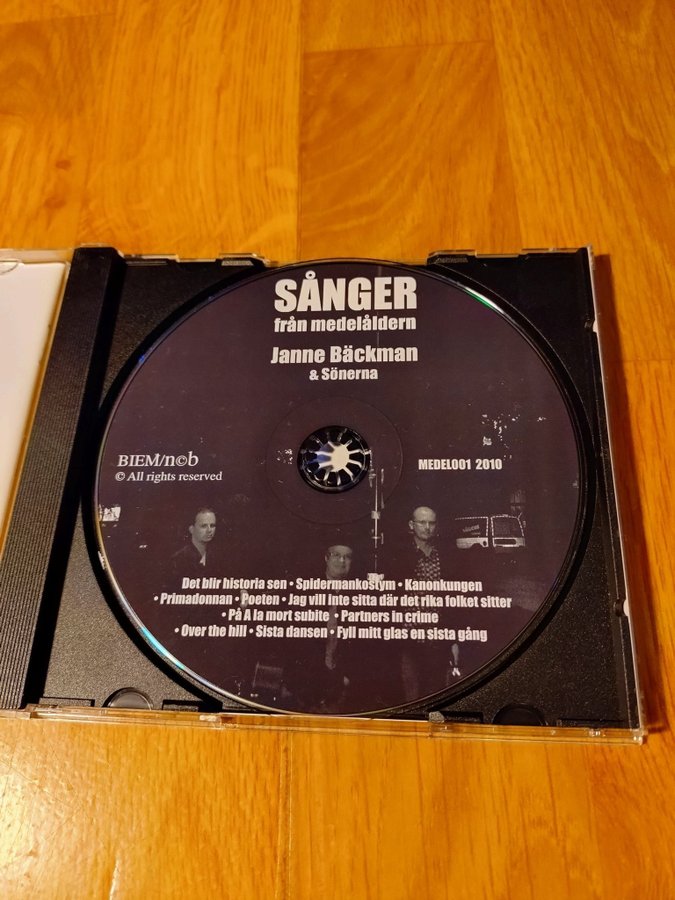 SÅNGER
från medelåldern
Janne Bäckman
& Sönerna
BIEM/n©b
© All rights reserved
MEDEL001 2010
Det blir historia sen • Spidermankostym • Kanonkungen
• Primadonnan • Poeten • Jag vill inte sitta där det rika folket sitter
• På A la mort subite • Partners in crime
• Over the hill • Sista dansen • Fyll mitt glas en sista gång